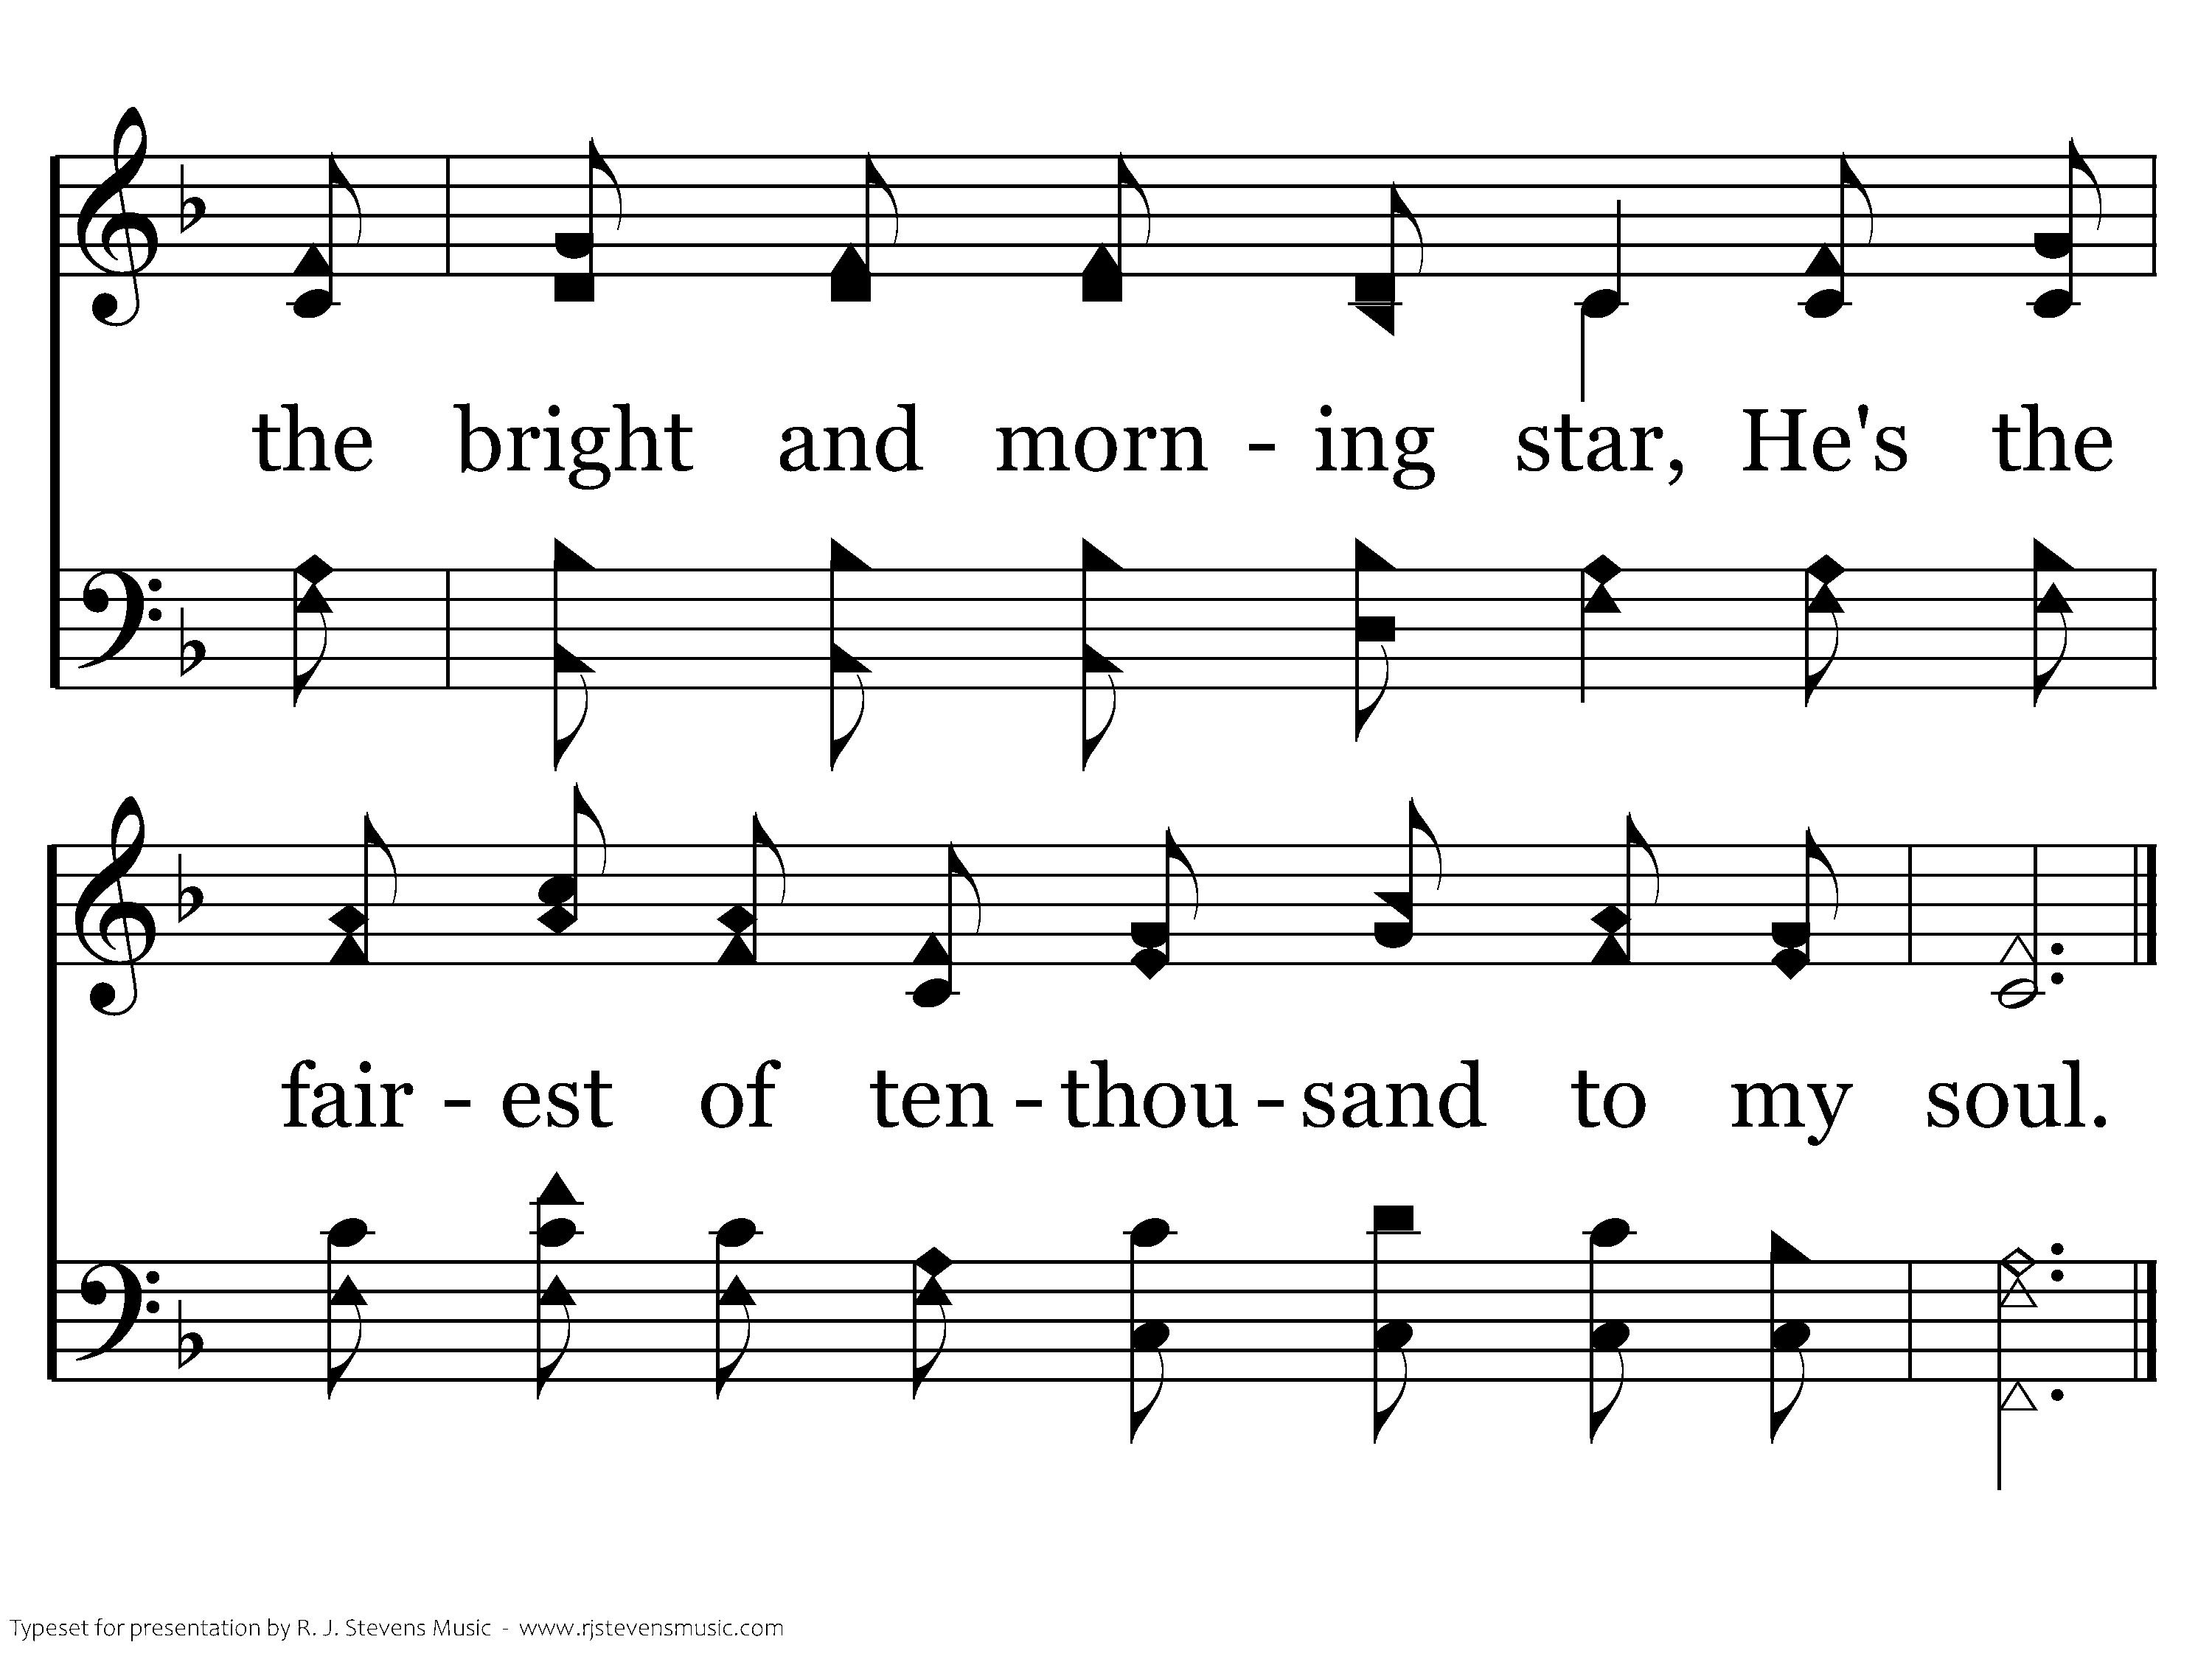 the bright and morn - ing star, He's the
fair - est of ten - thou - sand to my soul.
Typeset for presentation by R. J. Stevens Music - www.rjstevensmusic.com